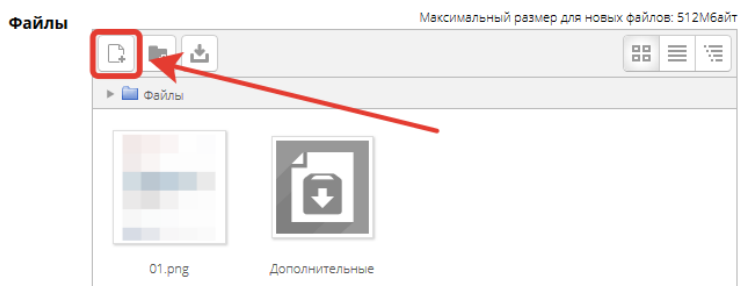 Максимальный размер для новых файлов: 512Мбайт
Файлы
Файлы
01.png
Дополнительные